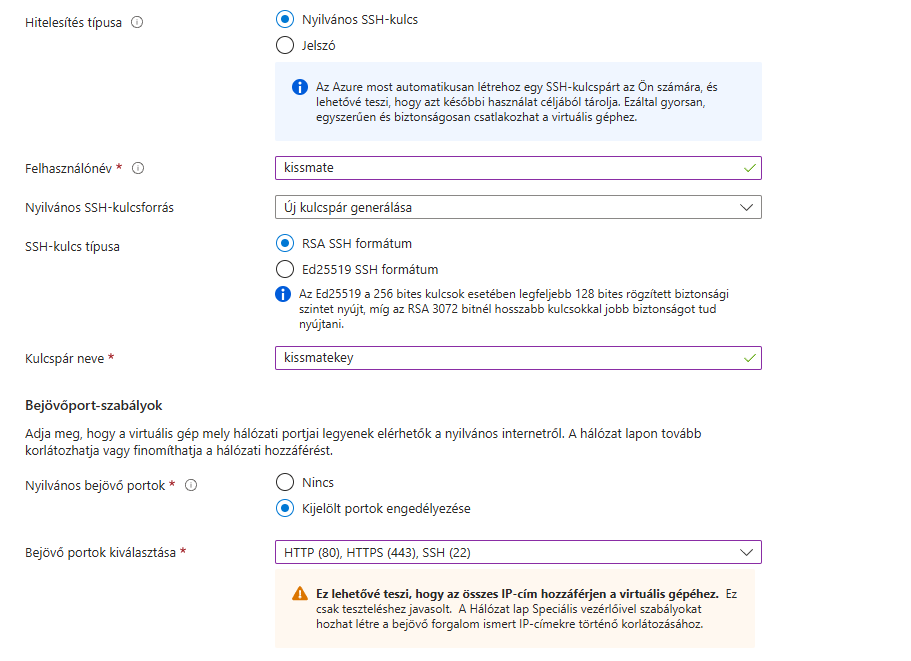 Hitelesítés típusa
Nyilvános SSH-kulcs
Jelszó
Az Azure most automatikusan létrehoz egy SSH-kulcspárt az Ön számára, és
lehetővé teszi, hogy azt későbbi használat céljából tárolja. Ezáltal gyorsan,
egyszerűen és biztonságosan csatlakozhat a virtuális géphez.
Felhasználónév *
kissmate
Nyilvános SSH-kulcsforrás
Új kulcspár generálása
SSH-kulcs típusa
RSA SSH formátum
Ed25519 SSH formátum
Az Ed25519 a 256 bites kulcsok esetében legfeljebb 128 bites rögzített biztonsági
szintet nyújt, míg az RSA 3072 bitnél hosszabb kulcsokkal jobb biztonságot tud
nyújtani.
Kulcspár neve *
kissmatekey
Bejövőport-szabályok
Adja meg, hogy a virtuális gép mely hálózati portjai legyenek elérhetők a nyilvános internetről. A hálózat lapon tovább
korlátozhatja vagy finomíthatja a hálózati hozzáférést.
Nyilvános bejövő portok *
Nincs
Kijelölt portok engedélyezése
Bejövő portok kiválasztása *
HTTP (80), HTTPS (443), SSH (22)
Ez lehetővé teszi, hogy az összes IP-cím hozzáférjen a virtuális gépéhez. Ez
csak teszteléshez javasolt. A Hálózat lap Speciális vezérlőivel szabályokat
hozhat létre a bejövő forgalom ismert IP-címekre történő korlátozásához.